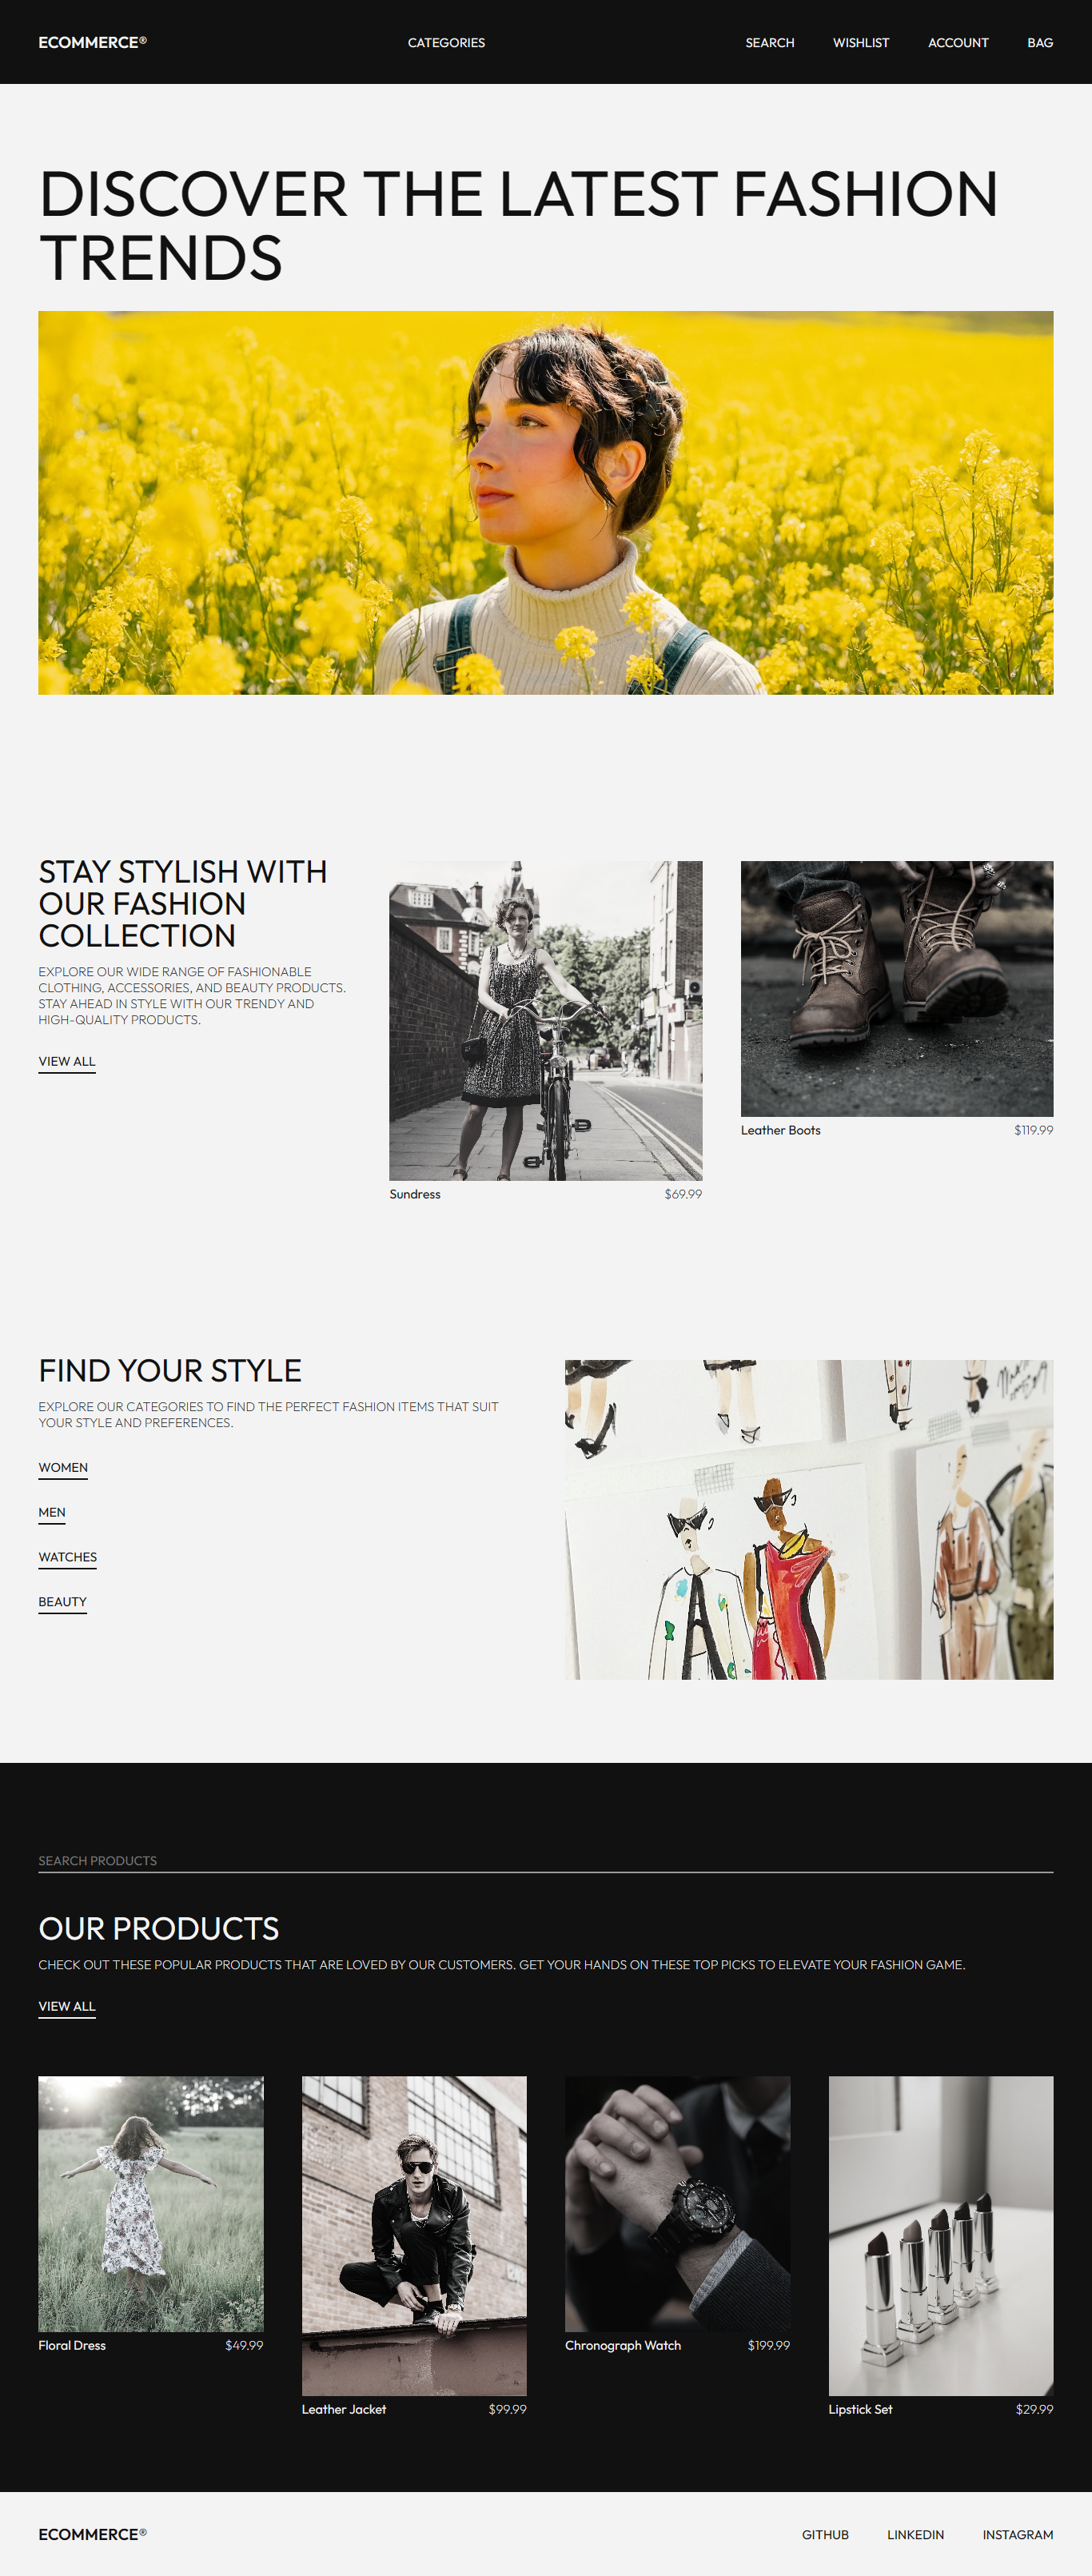 ECOMMERCE®
CATEGORIES
SEARCH
WISHLIST
ACCOUNT
BAG
DISCOVER THE LATEST FASHION
TRENDS
STAY STYLISH WITH
OUR FASHION
COLLECTION
EXPLORE OUR WIDE RANGE OF FASHIONABLE
CLOTHING, ACCESSORIES, AND BEAUTY PRODUCTS.
STAY AHEAD IN STYLE WITH OUR TRENDY AND
HIGH-QUALITY PRODUCTS.
VIEW ALL
Sundress
$69.99
Leather Boots
$119.99
FIND YOUR STYLE
EXPLORE OUR CATEGORIES TO FIND THE PERFECT FASHION ITEMS THAT SUIT
YOUR STYLE AND PREFERENCES.
WOMEN
MEN
WATCHES
BEAUTY
SEARCH PRODUCTS
OUR PRODUCTS
CHECK OUT THESE POPULAR PRODUCTS THAT ARE LOVED BY OUR CUSTOMERS. GET YOUR HANDS ON THESE TOP PICKS TO ELEVATE YOUR FASHION GAME.
VIEW ALL
Floral Dress
$49.99
Leather Jacket
$99.99
Chronograph Watch
$199.99
Lipstick Set
$29.99
ECOMMERCE®
GITHUB
LINKEDIN
INSTAGRAM